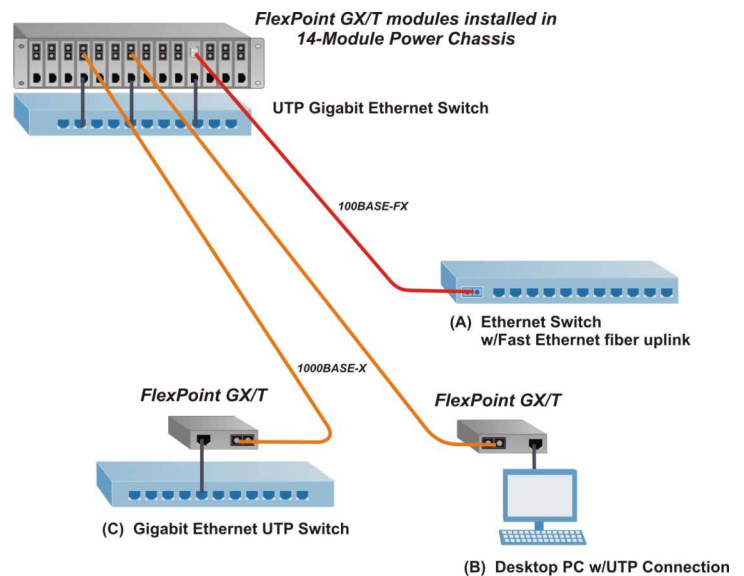 FlexPoint GX/T modules installed in
14-Module Power Chassis
UTP Gigabit Ethernet Switch
100BASE-FX
(A) Ethernet Switch
w/Fast Ethernet fiber uplink
1000BASE-X
FlexPoint GX/T
FlexPoint GX/T
(C) Gigabit Ethernet UTP Switch
(B) Desktop PC w/UTP Connection